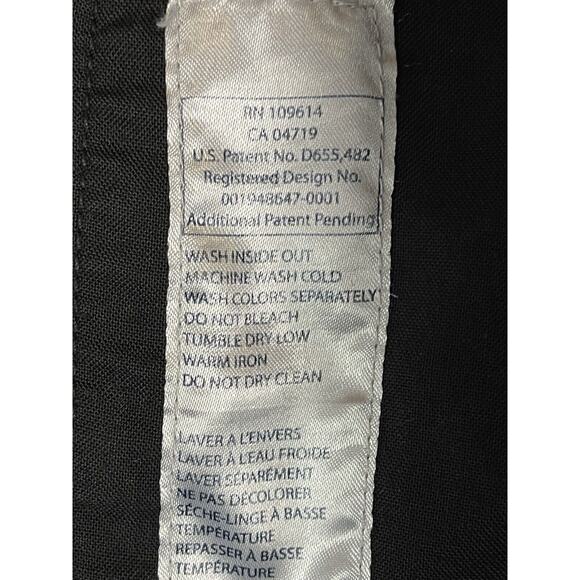 RN 109614
CA 04719
U.S. Patent No. D655,482
Registered Design No.
001948647-0001
Additional Patent Pending
WASH INSIDE OUT
MACHINE WASH COLD
WASH COLORS SEPARATELY
DO NOT BLEACH
TUMBLE DRY LOW
WARM IRON
DO NOT DRY CLEAN
LAVER A L'ENVERS
LAVER À L'EAU FROIDE
LAVER SÉPARÉMENT
NE PAS DÉCOLORER
SÉCHE-LINGE À BASSE
TEMPÉRATURE
REPASSER À BASSE
TEMPÉRATURE